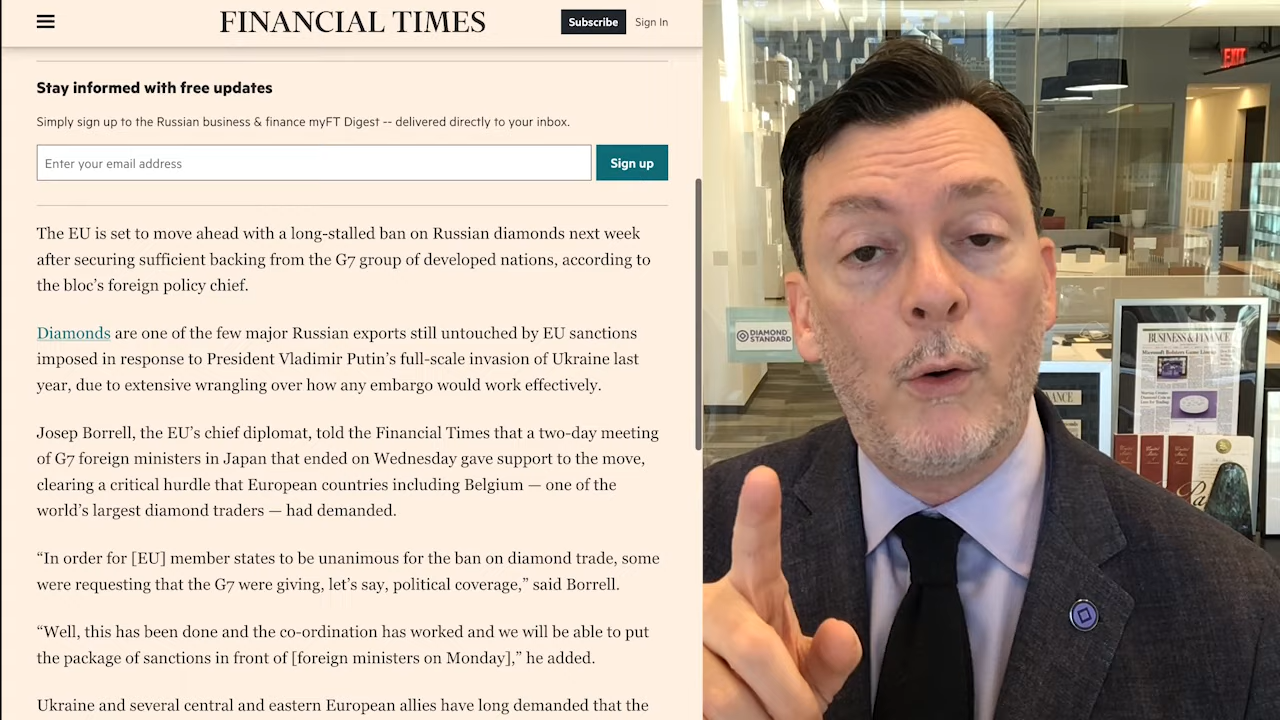 FINANCIAL TIMES
Subscribe
Sign In
Stay informed with free updates
Simply sign up to the Russian business & finance myFT Digest -- delivered directly to your inbox.
Enter your email address
Sign up
The EU is set to move ahead with a long-stalled ban on Russian diamonds next week
after securing sufficient backing from the G7 group of developed nations, according to
the bloc’s foreign policy chief.
Diamonds are one of the few major Russian exports still untouched by EU sanctions
imposed in response to President Vladimir Putin’s full-scale invasion of Ukraine last
year, due to extensive wrangling over how any embargo would work effectively.
Josep Borrell, the EU’s chief diplomat, told the Financial Times that a two-day meeting
of G7 foreign ministers in Japan that ended on Wednesday gave support to the move,
clearing a critical hurdle that European countries including Belgium — one of the
world’s largest diamond traders — had demanded.
“In order for [EU] member states to be unanimous for the ban on diamond trade, some
were requesting that the G7 were giving, let’s say, political coverage,” said Borrell.
“Well, this has been done and the co-ordination has worked and we will be able to put
the package of sanctions in front of [foreign ministers on Monday],” he added.
Ukraine and several central and eastern European allies have long demanded that the
EXIT
DIAMOND
STANDARD
BUSINESS & FINANCE